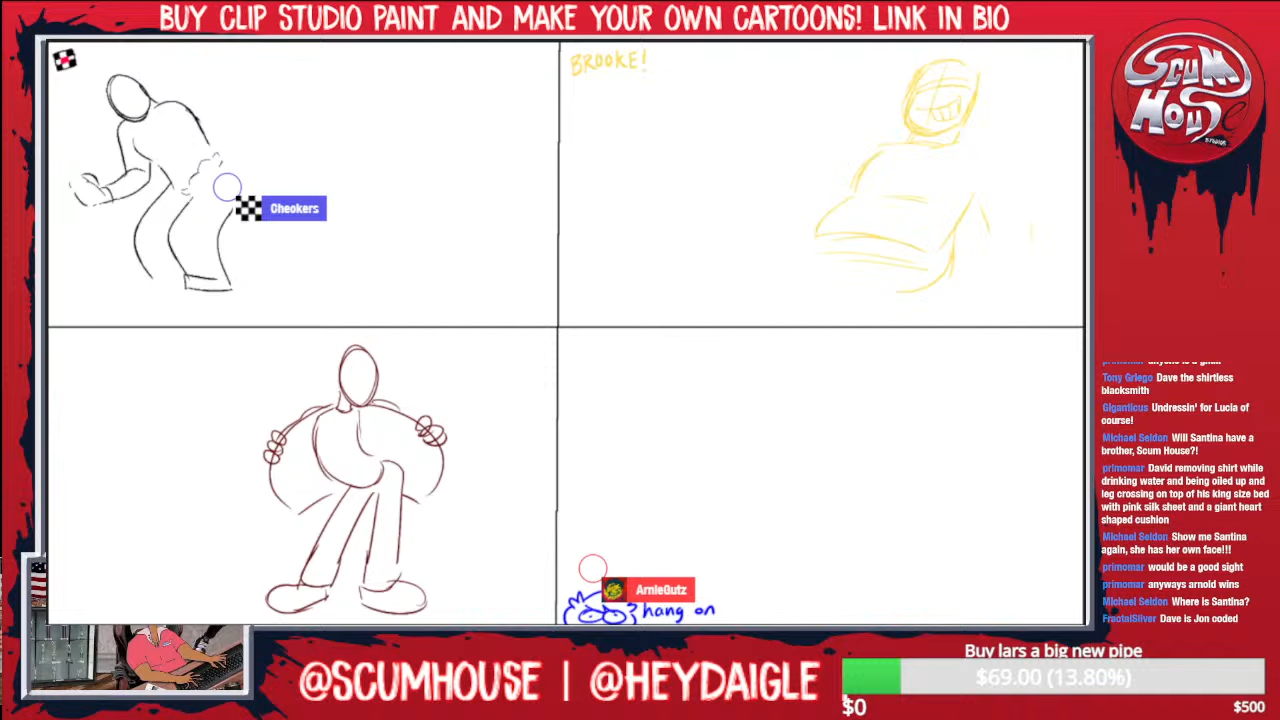 BUY CLIP STUDIO PAINT AND MAKE YOUR OWN CARTOONS! LINK IN BIO
BROOKE!
Cheokers
SCUM
HOUSe
STUDIOS
Tony Griego Dave the shirtless
blacksmith
Giganticus Undressin' for Lucia of
course!
Michael Seldon Will Santina have a
brother, Scum House?!
primomar David removing shirt while
drinking water and being oiled up and
leg crossing on top of his king size bed
with pink silk sheet and a giant heart
shaped cushion
Michael Seldon Show me Santina
again, she has her own face!!!
primomar would be a good sight
primomar anyways arnold wins
Michael Seldon Where is Santina?
FractalSilver Dave is Jon coded
ArnieGutz
hang on
@SCUMHOUSE | @HEYDAIGLE
Buy lars a big new pipe
$69.00 (13.80%)
$0
$500